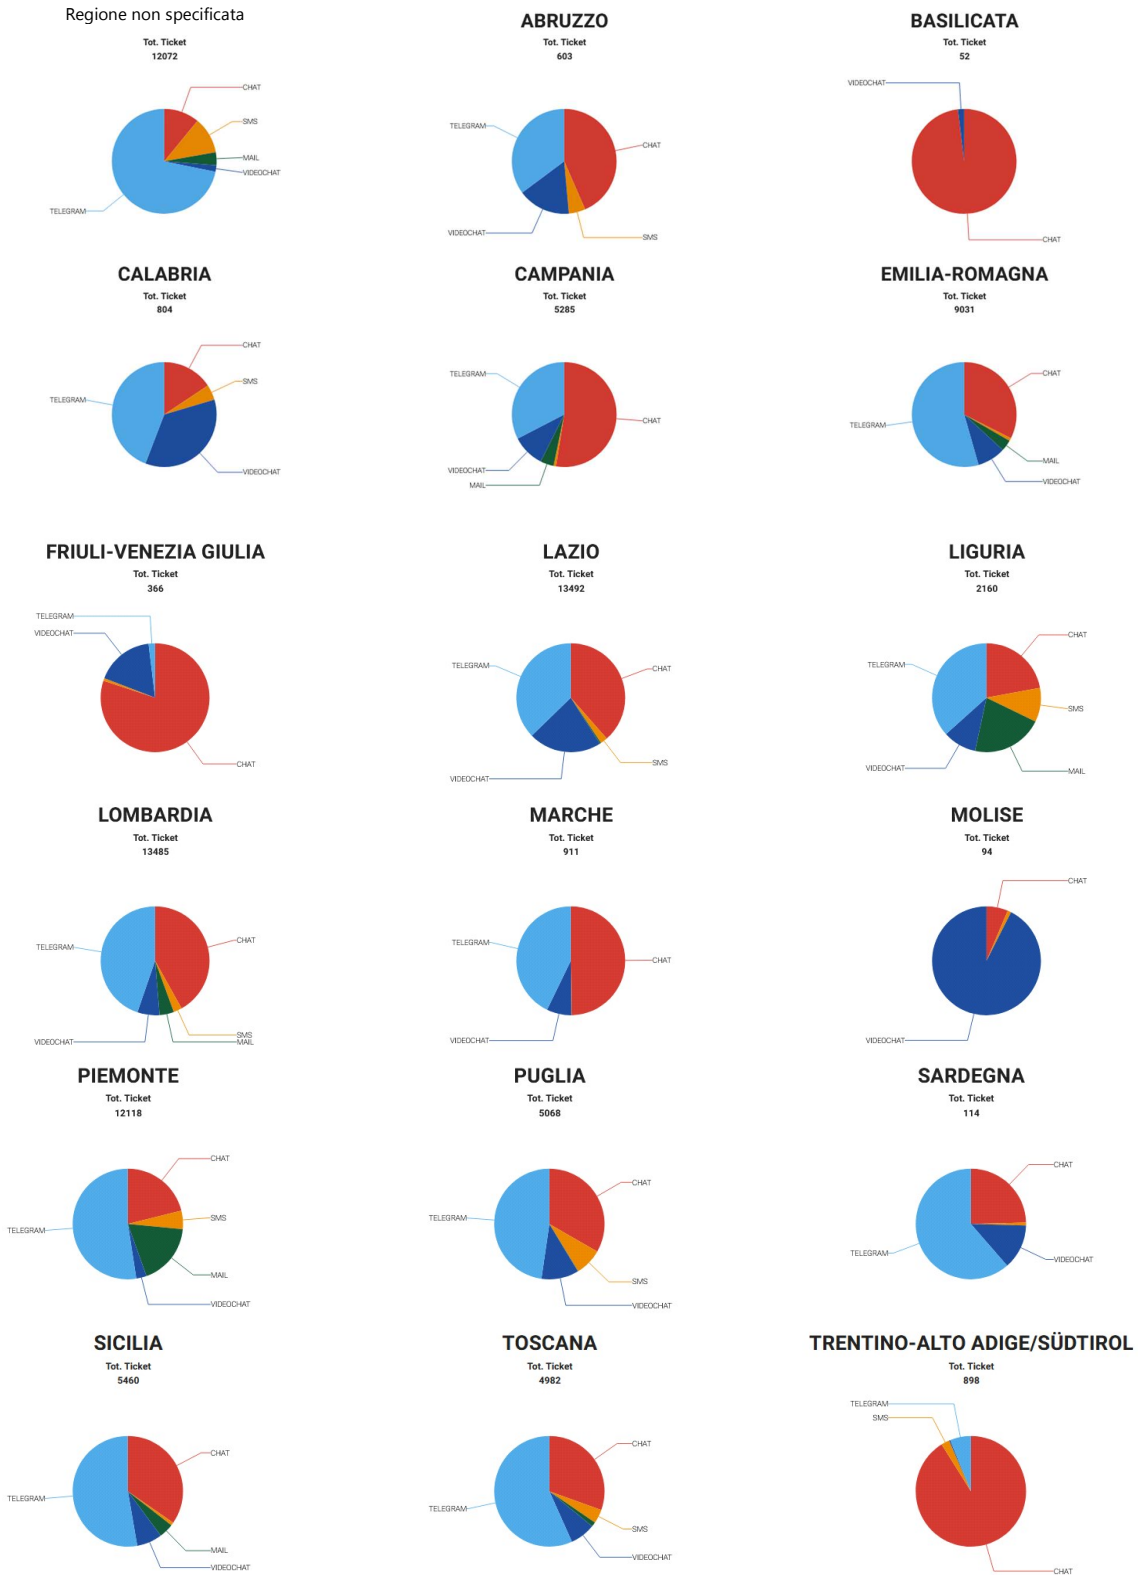 Regione non specificata
Tot. Ticket
12072
CHAT
SMS
MAIL
VIDEOCHAT
TELEGRAM
ABRUZZO
Tot. Ticket
603
TELEGRAM
CHAT
VIDEOCHAT
SMS
BASILICATA
Tot. Ticket
52
VIDEOCHAT
CHAT
CALABRIA
Tot. Ticket
804
CHAT
SMS
TELEGRAM
VIDEOCHAT
CAMPANIA
Tot. Ticket
5285
TELEGRAM
CHAT
VIDEOCHAT
MAIL
EMILIA-ROMAGNA
Tot. Ticket
9031
CHAT
TELEGRAM
MAIL
VIDEOCHAT
FRIULI-VENEZIA GIULIA
Tot. Ticket
366
TELEGRAM
VIDEOCHAT
CHAT
LAZIO
Tot. Ticket
13492
TELEGRAM
CHAT
SMS
VIDEOCHAT
LIGURIA
Tot. Ticket
2160
CHAT
TELEGRAM
SMS
VIDEOCHAT
MAIL
LOMBARDIA
Tot. Ticket
13485
CHAT
TELEGRAM
SMS
VIDEOCHAT
MAIL
MARCHE
Tot. Ticket
911
TELEGRAM
CHAT
VIDEOCHAT
MOLISE
Tot. Ticket
94
CHAT
VIDEOCHAT
PIEMONTE
Tot. Ticket
12118
CHAT
SMS
TELEGRAM
MAIL
VIDEOCHAT
PUGLIA
Tot. Ticket
5068
CHAT
TELEGRAM
SMS
VIDEOCHAT
SARDEGNA
Tot. Ticket
114
CHAT
TELEGRAM
VIDEOCHAT
SICILIA
Tot. Ticket
5460
CHAT
TELEGRAM
MAIL
VIDEOCHAT
TOSCANA
Tot. Ticket
4982
CHAT
TELEGRAM
SMS
VIDEOCHAT
TRENTINO-ALTO ADIGE/SÜDTIROL
Tot. Ticket
898
TELEGRAM
SMS
CHAT